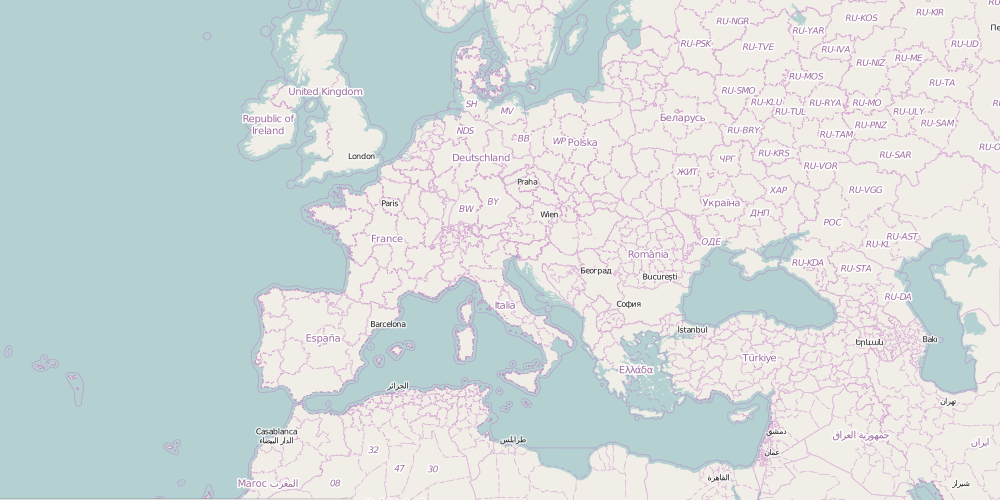 RU-KIR
RU-KOS
RU-NGR
RU-YAR
RU-PSK
RU-TVE
RU-IVA
RU-UD
RU-NIZ
RU-ME
RU-MOS
RU-TA
United Kingdom
RU-SMO
RU-KLU
RU-RYA
RU-MO
SH
MV
RU-TUL
RU-ULY
Republic of
Ireland
Беларусь
RU-PNZ
RU-SAM
NDS
RU-BRY
RU-TAM
BB
WP
Polska
London
Deutschland
RU-KRS
RU-SAR
ЧРГ
RU-VOR
ЖИТ
Praha
ХАР
RU-VGG
Paris
BY
Україна
BW
Wien
ДНП
РОС
France
ОДЕ
RU-AST
RU-KL
România
RU-KDA
RU-STA
Београд
București
RU-DA
София
Italia
Barcelona
İstanbul
España
Bakı
Երևան
Türkiye
Ελλάδα
الجزائر
تهران
Casablanca
الدار البيضاء
دمشق
جمهورية العراق
طرابلس
ایران
32
عمان
47
30
القاهرة
Maroc المغرب
08
شیراز